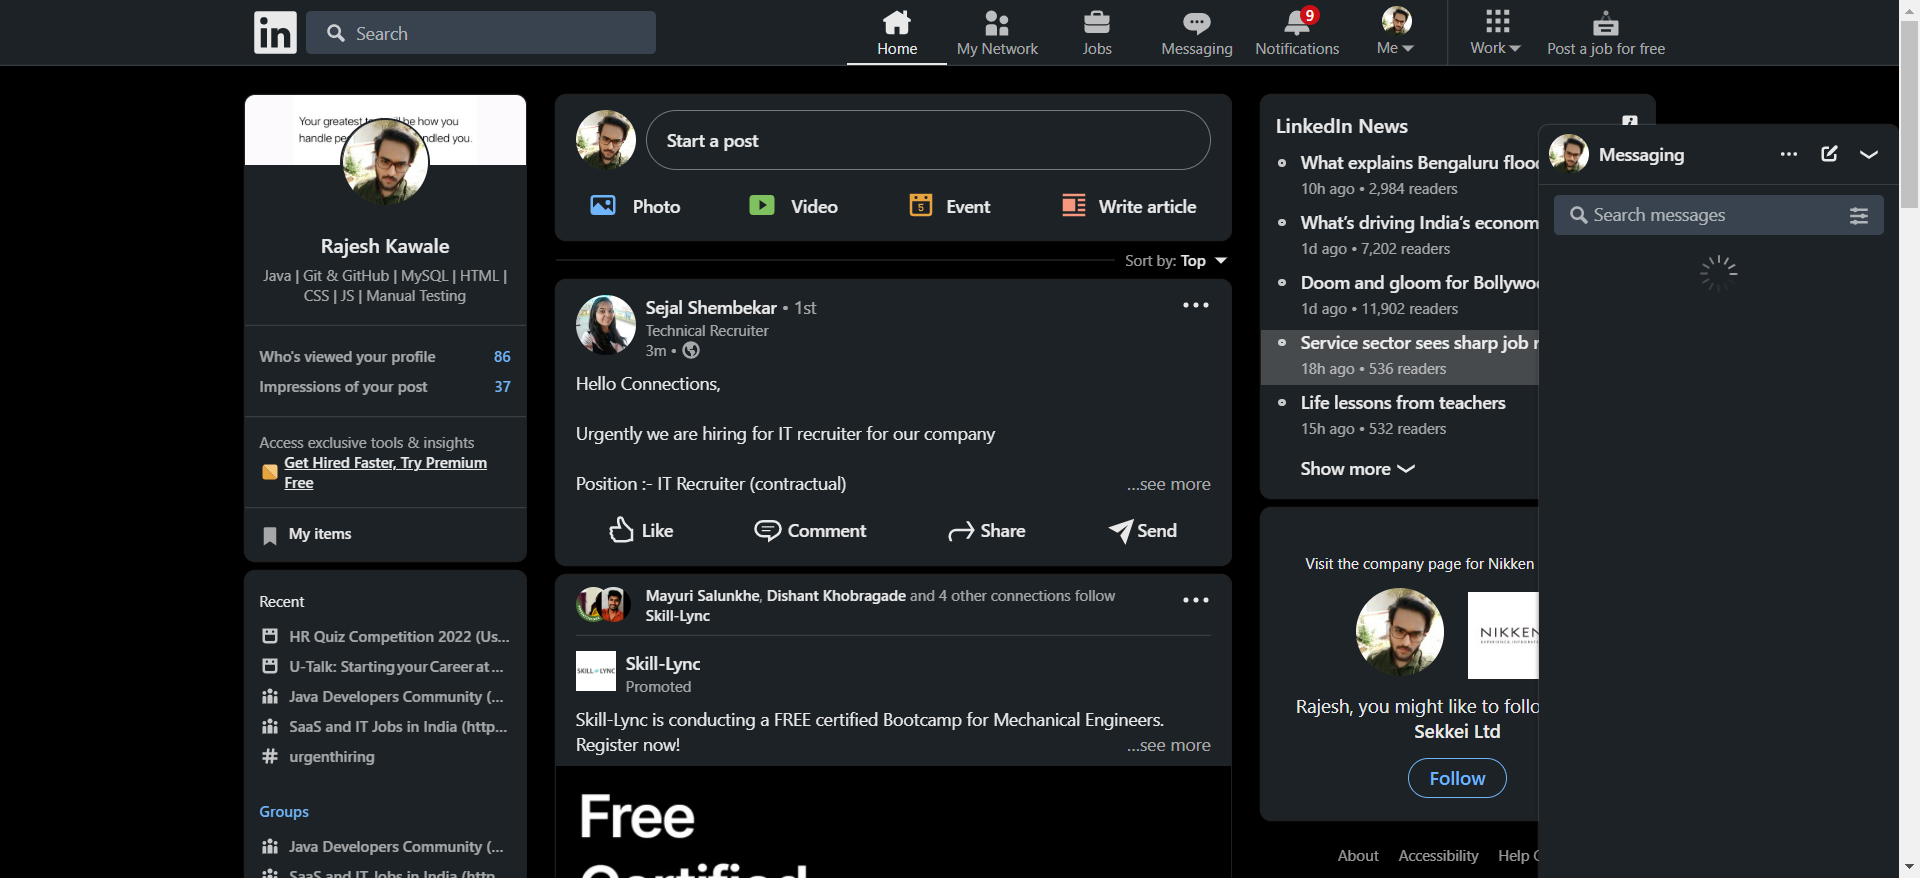 in
Search
Home
My Network
Jobs
Messaging
9
Notifications
Me
Work
Post a job for free
Your greatest
be how you
handle
ndled you.
Rajesh Kawale
Java | Git & GitHub | MySQL | HTML |
CSS | JS | Manual Testing
Who's viewed your profile 86
Impressions of your post 37
Access exclusive tools & insights
Get Hired Faster, Try Premium
Free
My items
Recent
HR Quiz Competition 2022 (Us...
U-Talk: Starting your Career at ...
Java Developers Community (...
SaaS and IT Jobs in India (http...
# urgenthiring
Groups
Java Developers Community (...
SaaS and IT Jobs in India (http...
Start a post
Photo
Video
5
Event
Write article
Sort by: Top
Sejal Shembekar • 1st
Technical Recruiter
3m •
Hello Connections,
Urgently we are hiring for IT recruiter for our company
Position :- IT Recruiter (contractual) ...see more
Like
Comment
Share
Send
Mayuri Salunkhe, Dishant Khobragade and 4 other connections follow
Skill-Lync
SKILL-LYNC
Skill-Lync
Promoted
Skill-Lync is conducting a FREE certified Bootcamp for Mechanical Engineers.
Register now! ...see more
Free
Certified
LinkedIn News
What explains Bengaluru floo
10h ago • 2,984 readers
What's driving India's econom
1d ago • 7,202 readers
Doom and gloom for Bollywo
1d ago • 11,902 readers
Service sector sees sharp job r
18h ago • 536 readers
Life lessons from teachers
15h ago • 532 readers
Show more
Visit the company page for Nikken
NIKKEN
Rajesh, you might like to follo
Sekkei Ltd
Follow
About
Accessibility
Help
Messaging
Search messages